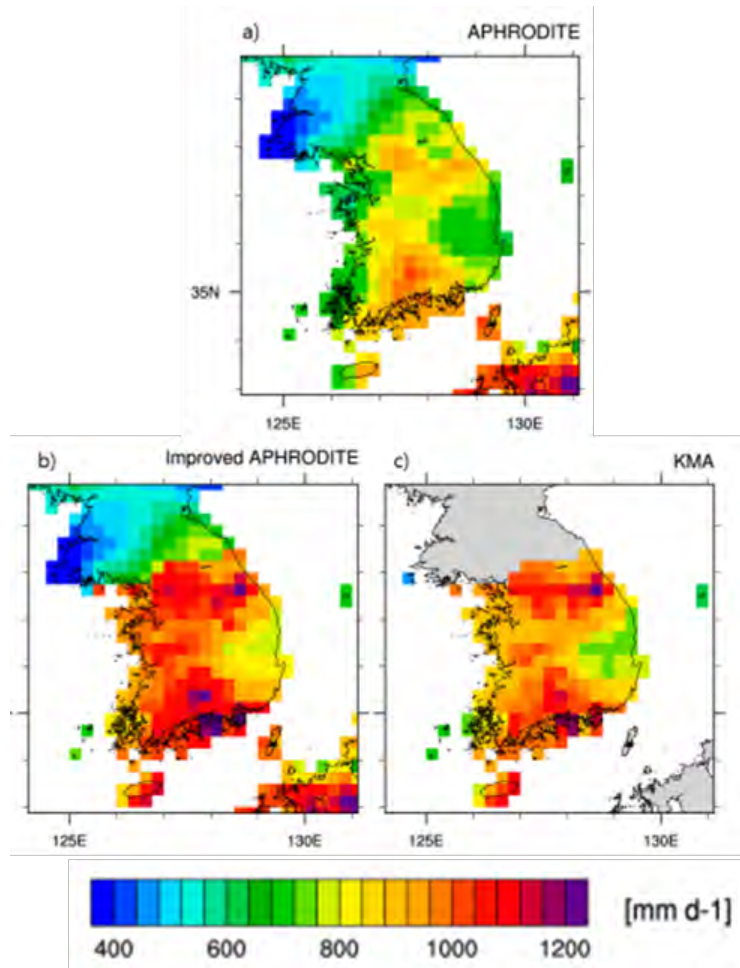 a) APHRODITE
35N
125E 130E
b) Improved APHRODITE
c) KMA
125E 130E
125E 130E
400 600 800 1000 1200 [mm d-1]